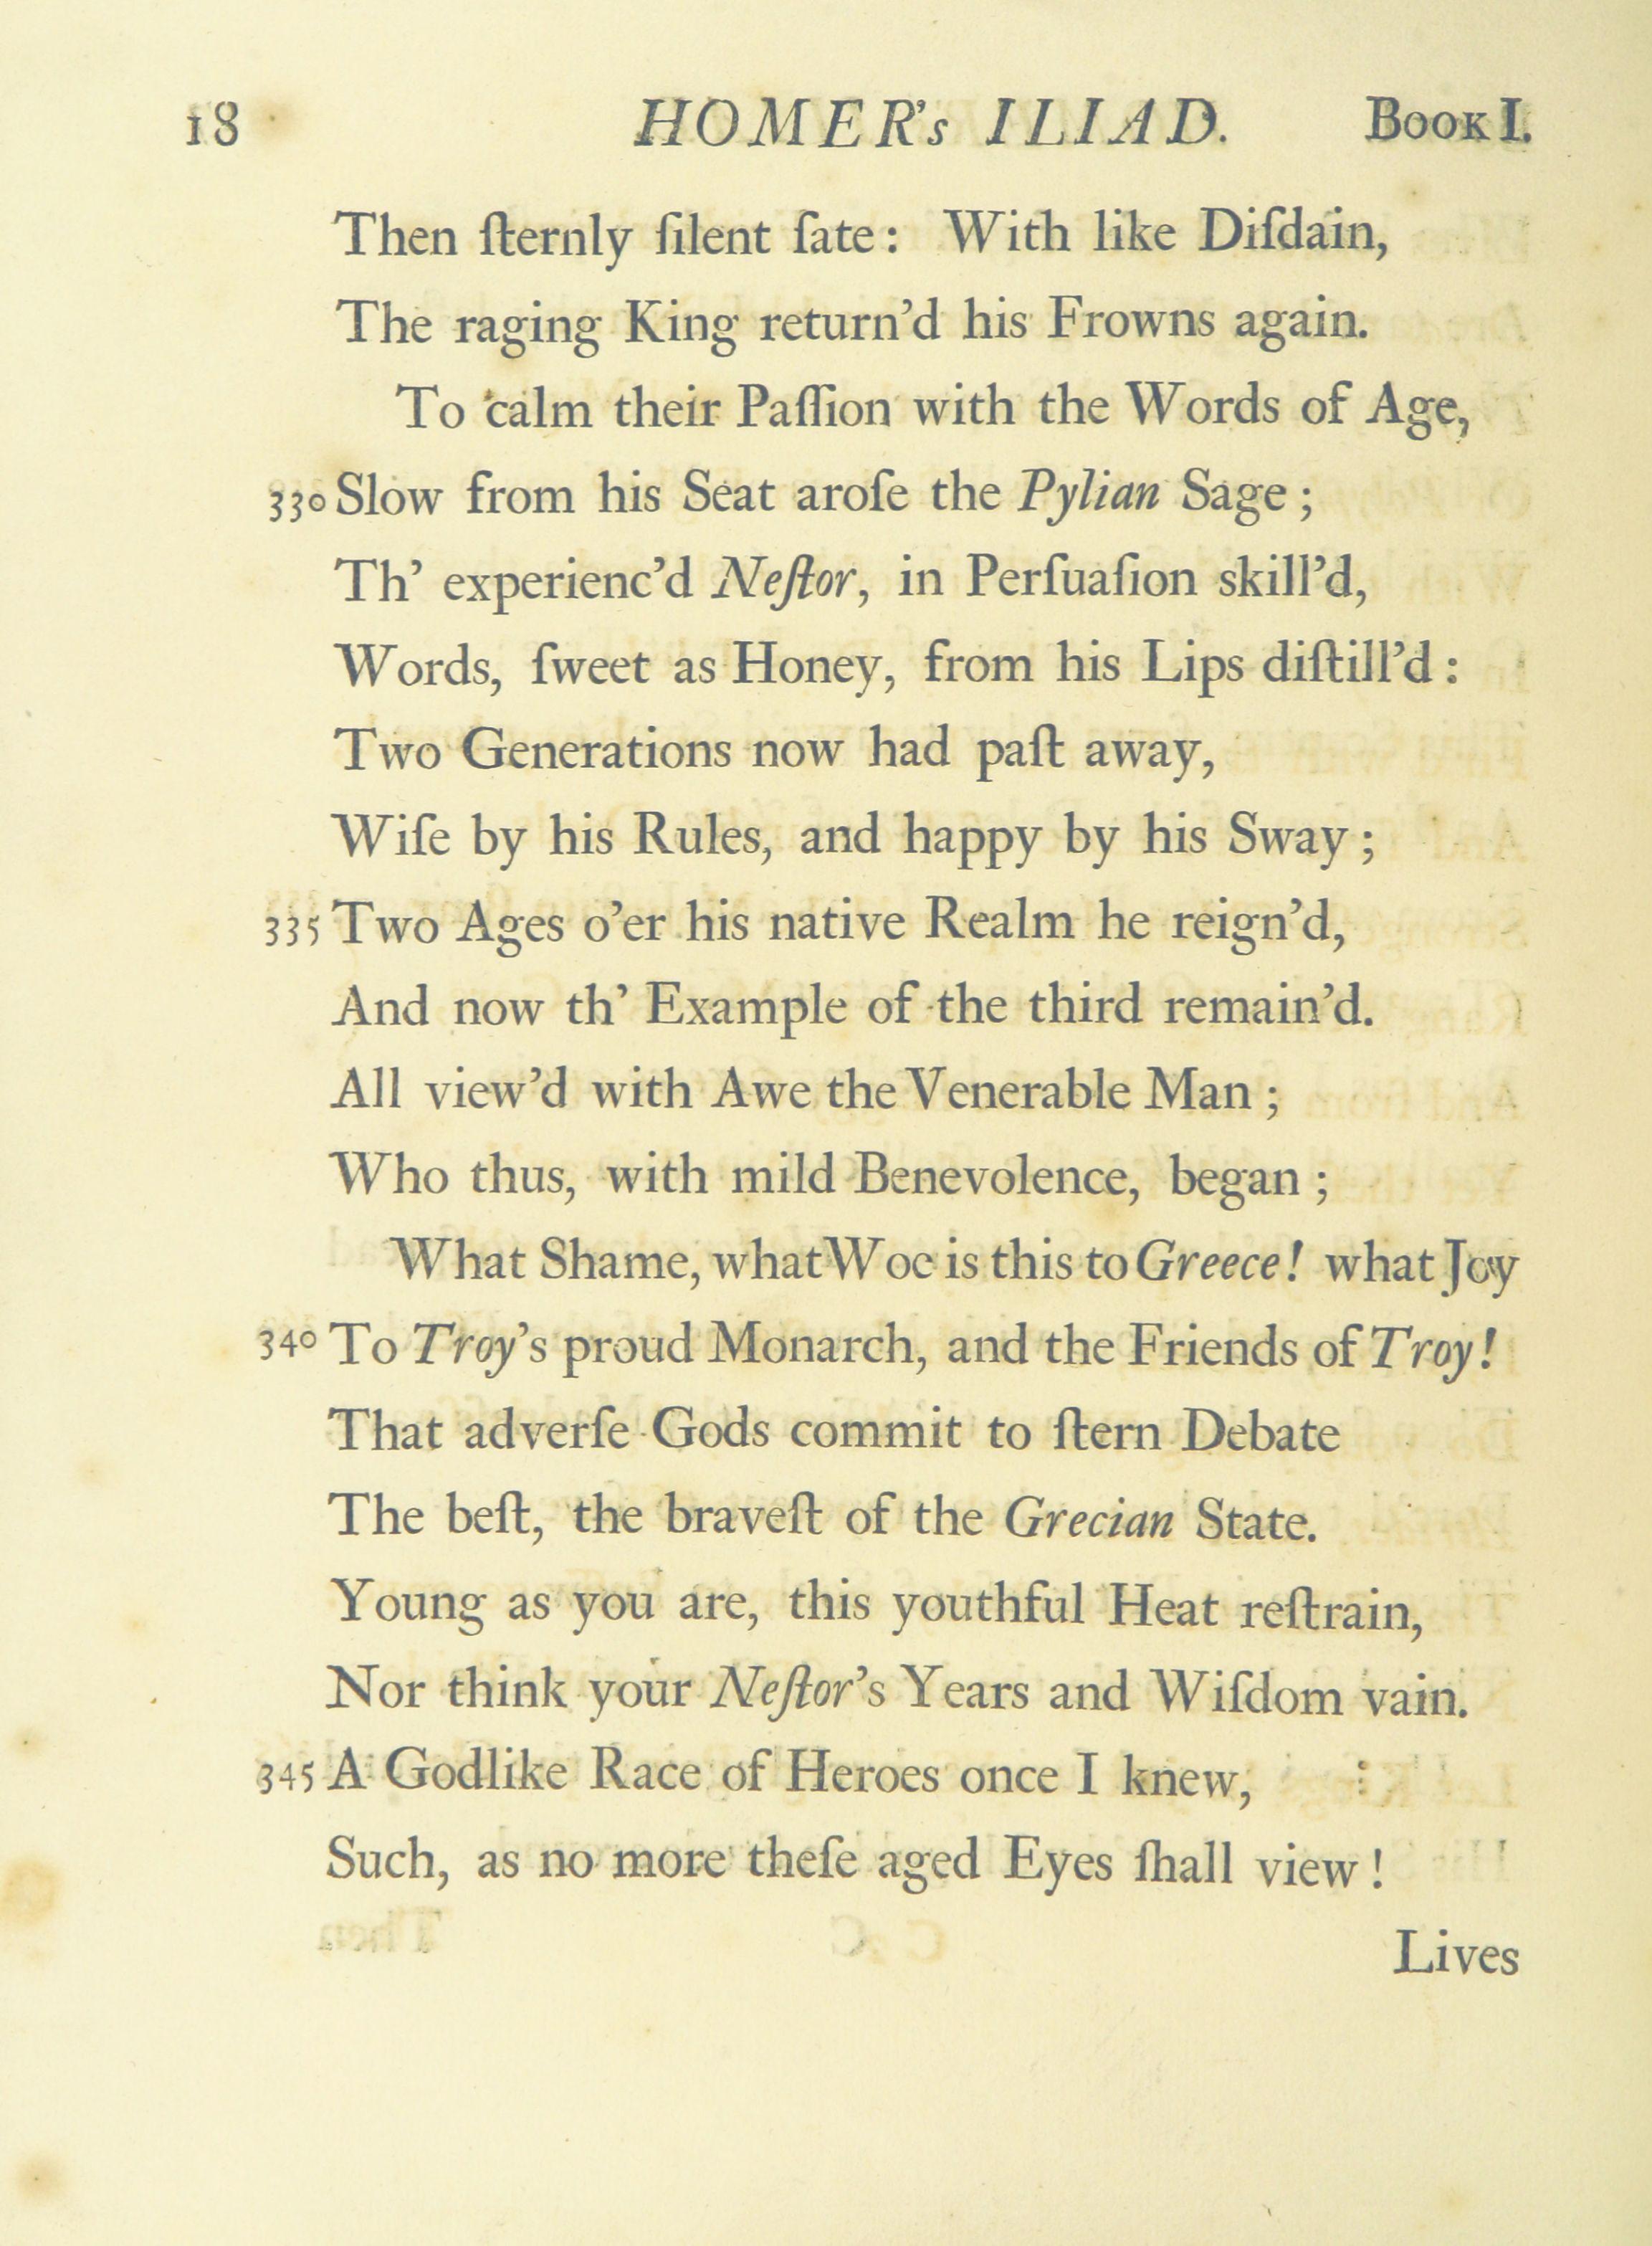 18 HOMER's ILIAD. BOOK I.
Then ſternly ſilent ſate: With like Diſdain,
The raging King return'd his Frowns again.
To calm their Paſſion with the Words of Age,
330 Slow from his Seat aroſe the Pylian Sage;
Th' experienc'd Neſtor, in Perſuaſion skill'd,
Words, ſweet as Honey, from his Lips diſtill'd:
Two Generations now had paſt away,
Wiſe by his Rules, and happy by his Sway;
335 Two Ages o'er his native Realm he reign'd,
And now th' Example of the third remain'd.
All view'd with Awe the Venerable Man;
Who thus, with mild Benevolence, began;
What Shame, what Woe is this to Greece! what Joy
340 To Troy's proud Monarch, and the Friends of Troy!
That adverſe Gods commit to ſtern Debate
The beſt, the braveſt of the Grecian State.
Young as you are, this youthful Heat reſtrain,
Nor think your Neſtor's Years and Wiſdom vain.
345 A Godlike Race of Heroes once I knew,
Such, as no more theſe aged Eyes ſhall view!
Lives